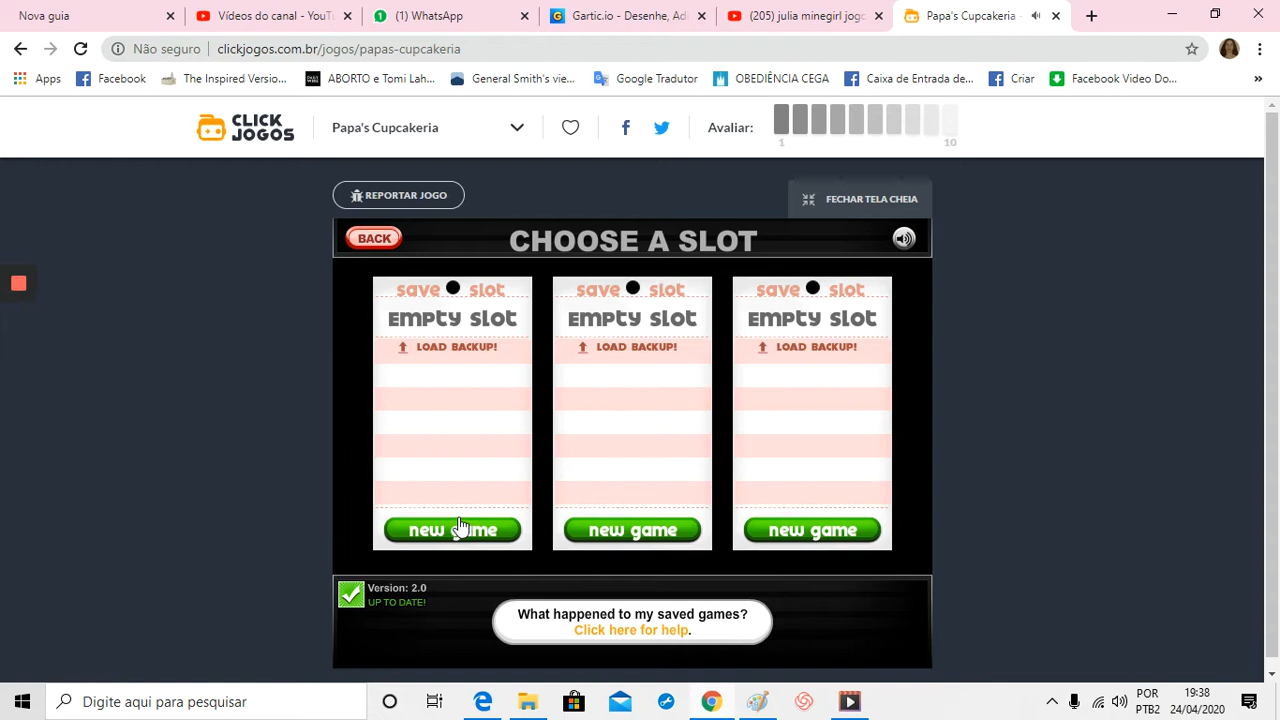 Nova guia
Vídeos do canal - YouTu
(1) WhatsApp
Gartic.io - Desenhe, Adi
(205) julia minegirl jogo
Papa's Cupcakeria -
Não seguro clickjogos.com.br/jogos/papas-cupcakeria
Apps Facebook The Inspired Versio... ABORTO e Tomi Lah... General Smith's vie... Google Tradutor OBEDIÊNCIA CEGA Caixa de Entrada de... Criar Facebook Video Do... »
CLICK JOGOS
Papa's Cupcakeria
Avaliar:
1 10
REPORTAR JOGO
FECHAR TELA CHEIA
BACK
CHOOSE A SLOT
save slot save slot save slot
Empty slot Empty slot Empty slot
LOAD BACKUP! LOAD BACKUP! LOAD BACKUP!
new game new game new game
Version: 2.0
UP TO DATE!
What happened to my saved games?
Click here for help.
Digite aqui para pesquisar
POR
PTB2
19:38
24/04/2020